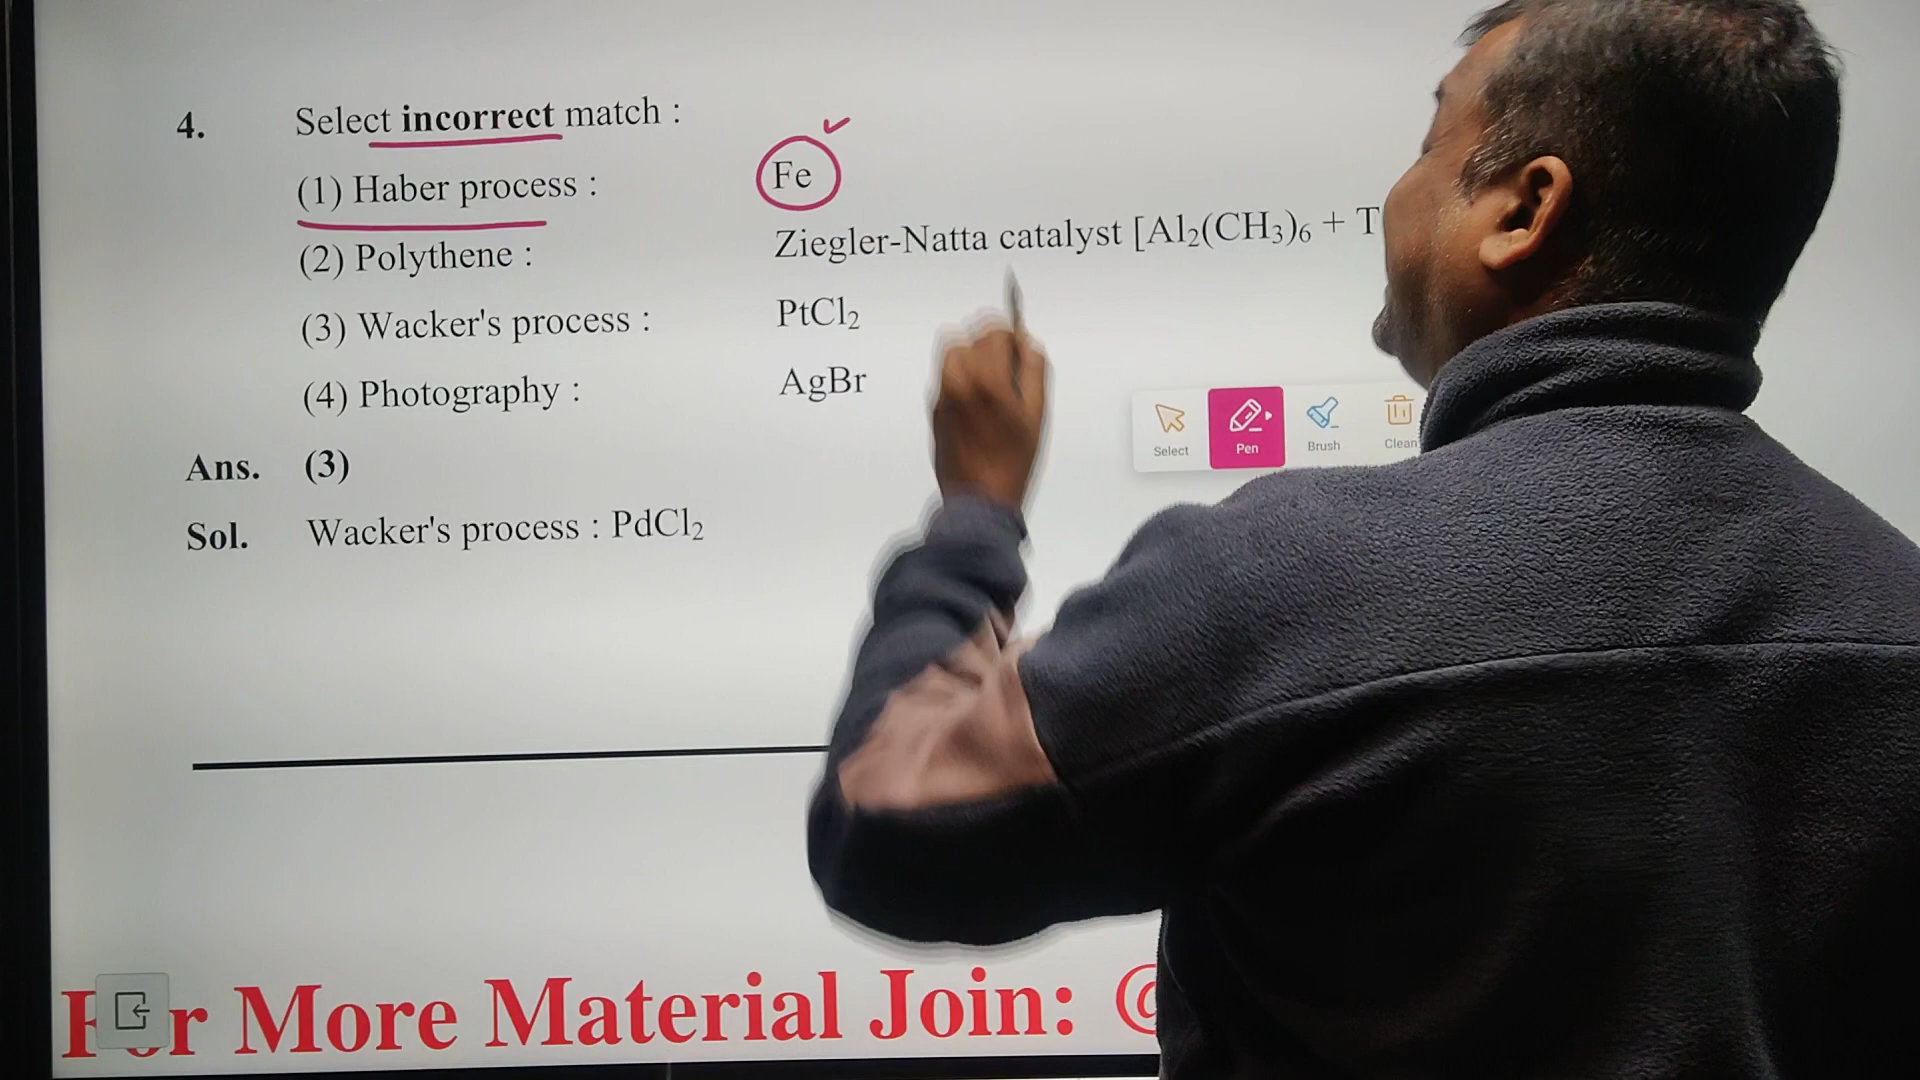 4. Select incorrect match :
(1) Haber process : Fe
(2) Polythene : Ziegler-Natta catalyst [Al₂(CH₃)₆ + T
(3) Wacker's process : PtCl₂
(4) Photography : AgBr
Select Pen Brush Clean
Ans. (3)
Sol. Wacker's process : PdCl₂
For More Material Join: @